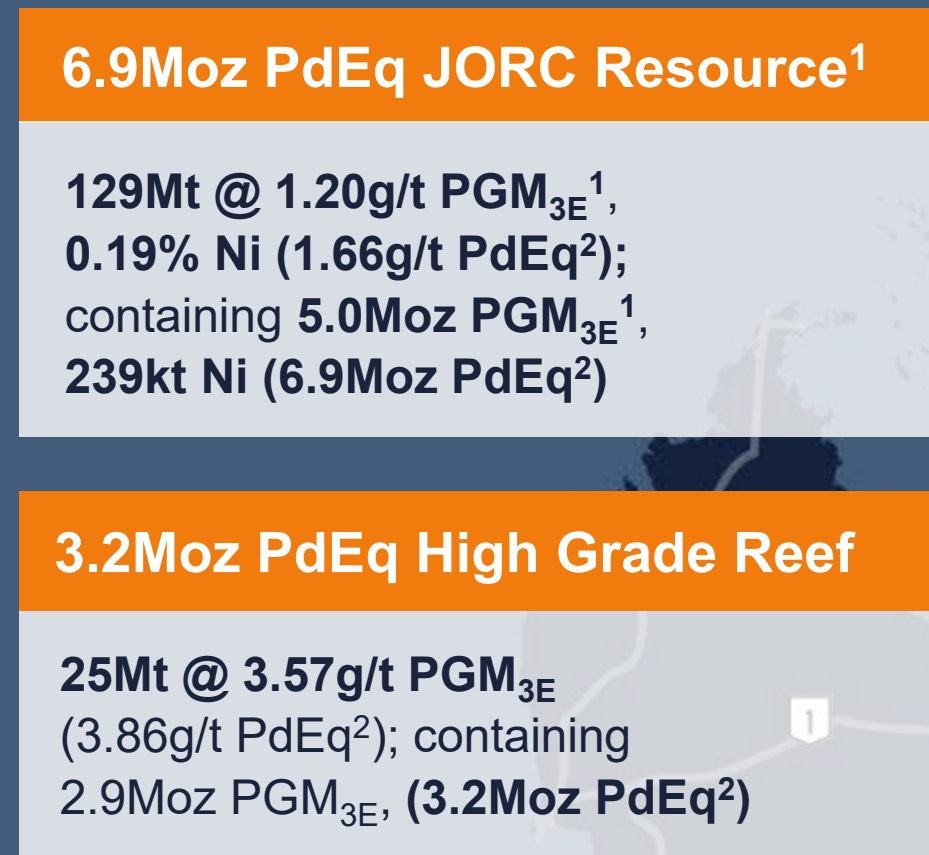 6.9Moz PdEq JORC Resource¹
129Mt @ 1.20g/t PGM₃E¹,
0.19% Ni (1.66g/t PdEq²);
containing 5.0Moz PGM₃E¹,
239kt Ni (6.9Moz PdEq²)
3.2Moz PdEq High Grade Reef
25Mt @ 3.57g/t PGM₃E
(3.86g/t PdEq²); containing
2.9Moz PGM₃E, (3.2Moz PdEq²)
1